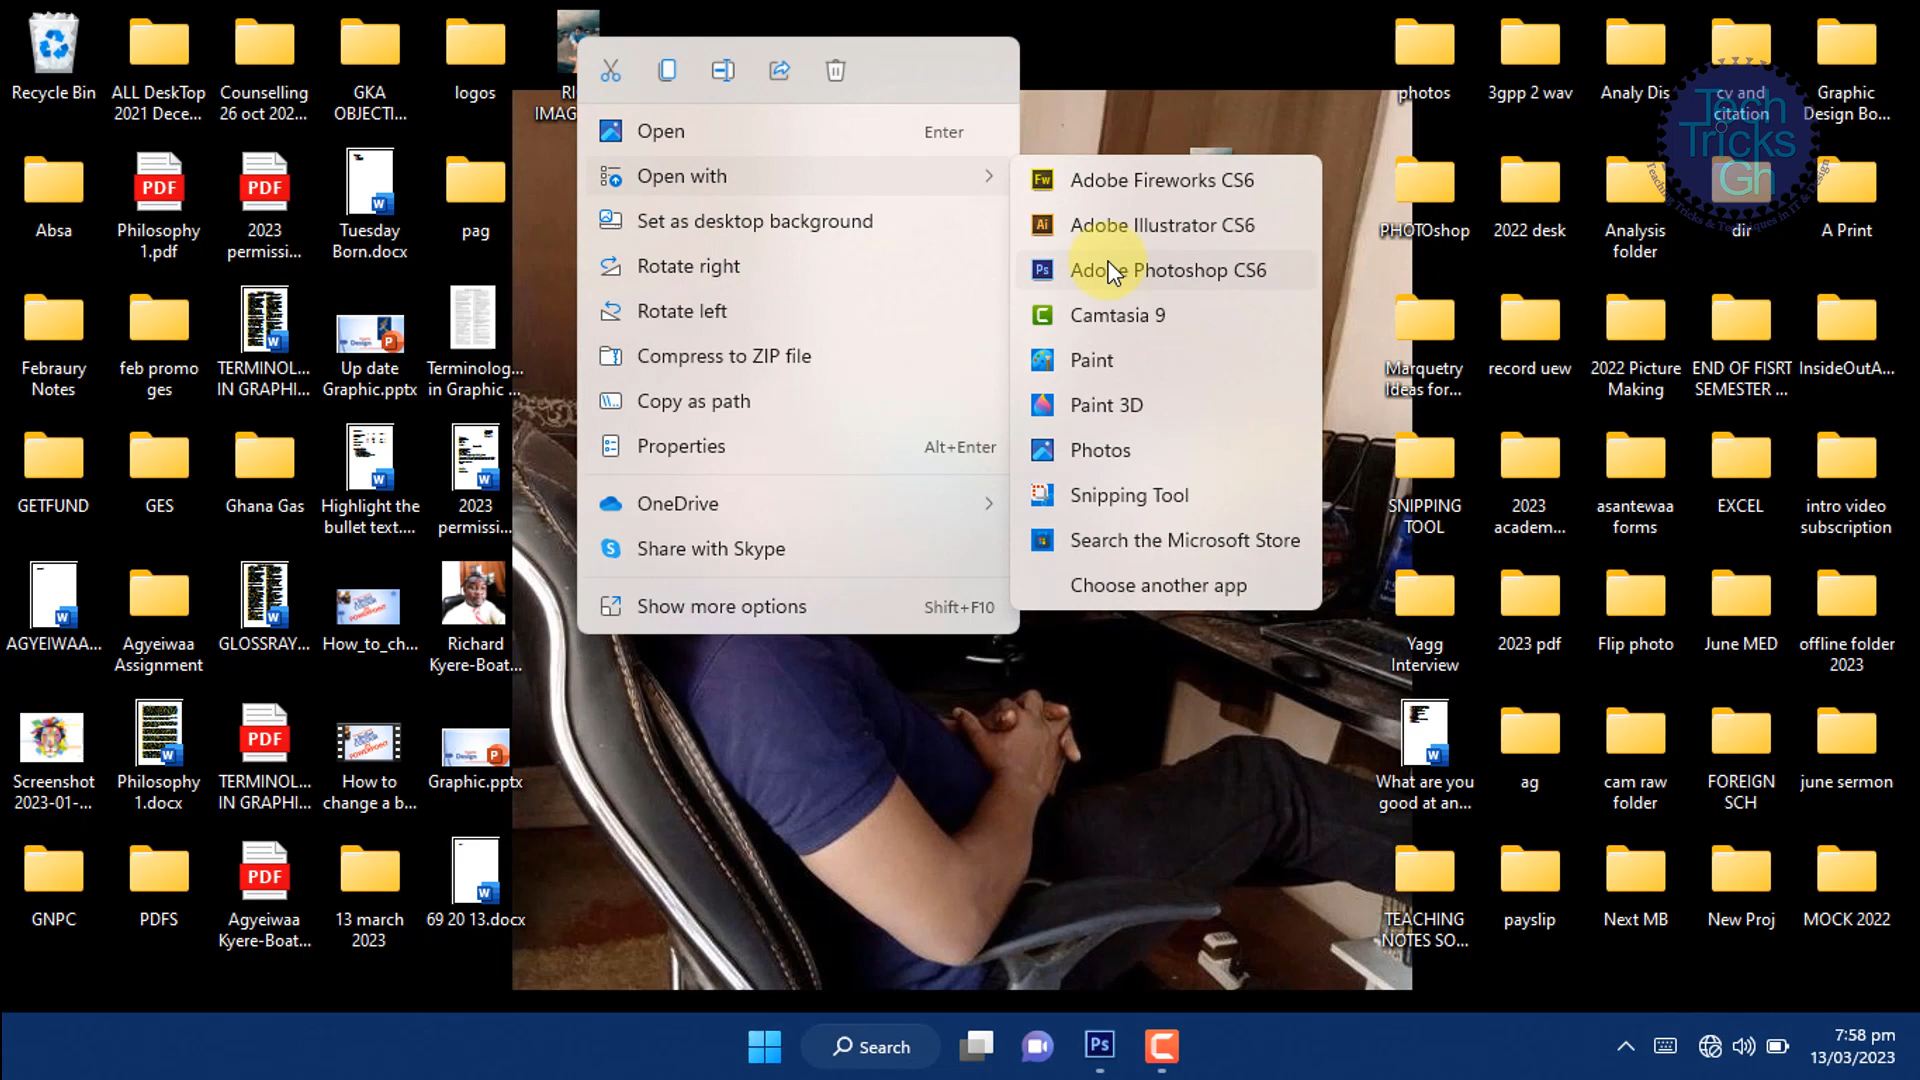 Recycle Bin
ALL DeskTop
2021 Dece...
Counselling
26 oct 202...
GKA
OBJECTI...
logos
Absa
Philosophy
1.pdf
2023
permissi...
Tuesday
Born.docx
pag
Febraury
Notes
feb promo
ges
TERMINOL...
IN GRAPHI...
Up date
Graphic.pptx
Terminolog...
in Graphic ...
GETFUND
GES
Ghana Gas
Highlight the
bullet text....
2023
permissi...
AGYEIWAA...
Agyeiwaa
Assignment
GLOSSRAY...
How_to_ch...
Richard
Kyere-Boat...
Screenshot
2023-01-...
Philosophy
1.docx
TERMINOL...
IN GRAPHI...
How to
change a b...
Graphic.pptx
GNPC
PDFS
Agyeiwaa
Kyere-Boat...
13 march
2023
69 20 13.docx
Open Enter
Open with
Set as desktop background
Rotate right
Rotate left
Compress to ZIP file
Copy as path
Properties Alt+Enter
OneDrive
Share with Skype
Show more options Shift+F10
Adobe Fireworks CS6
Adobe Illustrator CS6
Adobe Photoshop CS6
Camtasia 9
Paint
Paint 3D
Photos
Snipping Tool
Search the Microsoft Store
Choose another app
photos
3gpp 2 wav
Analy Dis
cv and
citation
Graphic
Design Bo...
PHOTOshop
2022 desk
Analysis
folder
dir
A Print
Marquetry
Ideas for...
record uew
2022 Picture
Making
END OF FISRT
SEMESTER ...
InsideOutA...
SNIPPING
TOOL
2023
academ...
asantewaa
forms
EXCEL
intro video
subscription
Yagg
Interview
2023 pdf
Flip photo
June MED
offline folder
2023
What are you
good at an...
ag
cam raw
folder
FOREIGN
SCH
june sermon
TEACHING
NOTES SO...
payslip
Next MB
New Proj
MOCK 2022
Tech
Tricks
Gh
Teaching Tricks & Techniques in IT & Design
Search
7:58 pm
13/03/2023